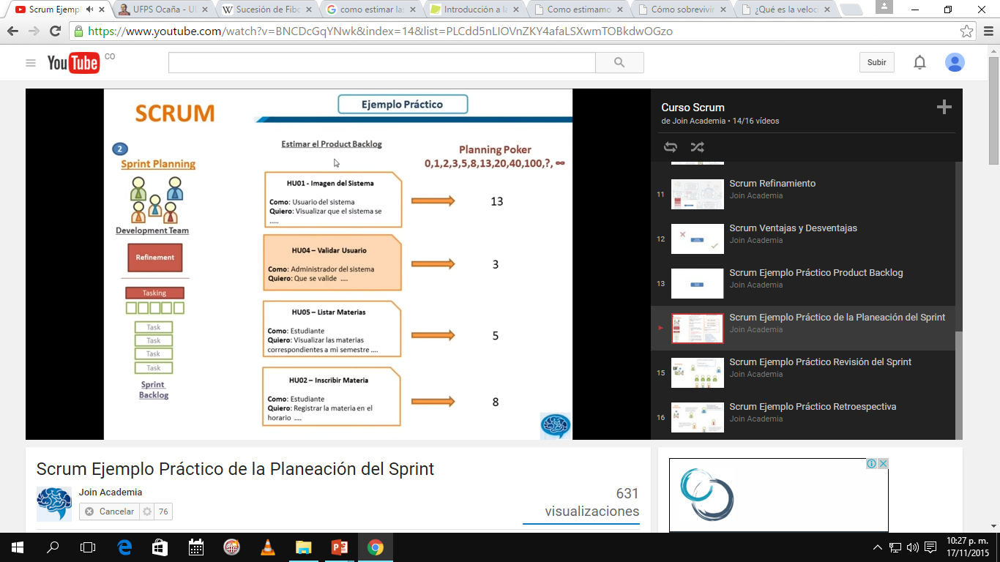 Scrum Ejemp
UFPS Ocaña - U
Sucesión de Fib
como estimar la
Introducción a la
Como estimamo
Cómo sobrevivir
¿Qué es la veloc
https://www.youtube.com/watch?v=BNCDcGqYNwk&index=14&list=PLCdd5nLIOVnZKY4afaLSXwmTOBkdwOGzo
YouTube CO
Subir
SCRUM
Ejemplo Práctico
2
Sprint Planning
Development Team
Refinement
Tasking
Task
Task
Task
Task
Sprint
Backlog
Estimar el Product Backlog
Planning Poker
0,1,2,3,5,8,13,20,40,100,?, ∞
HU01 - Imagen del Sistema
Como: Usuario del sistema
Quiero: Visualizar que el sistema se
.....
13
HU04 – Validar Usuario
Como: Administrador del sistema
Quiero: Que se valide ....
3
HU05 – Listar Materias
Como: Estudiante
Quiero: Visualizar las materias
correspondientes a mi semestre ....
5
HU02 – Inscribir Materia
Como: Estudiante
Quiero: Registrar la materia en el
horario ....
8
Curso Scrum
de Join Academia • 14/16 vídeos
11
Scrum Refinamiento
Join Academia
12
Scrum Ventajas y Desventajas
Join Academia
13
Scrum Ejemplo Práctico Product Backlog
Join Academia
Scrum Ejemplo Práctico de la Planeación del Sprint
Join Academia
15
Scrum Ejemplo Práctico Revisión del Sprint
Join Academia
16
Scrum Ejemplo Práctico Retroespectiva
Join Academia
Scrum Ejemplo Práctico de la Planeación del Sprint
Join Academia
Cancelar
76
631
visualizaciones
10:27 p. m.
17/11/2015